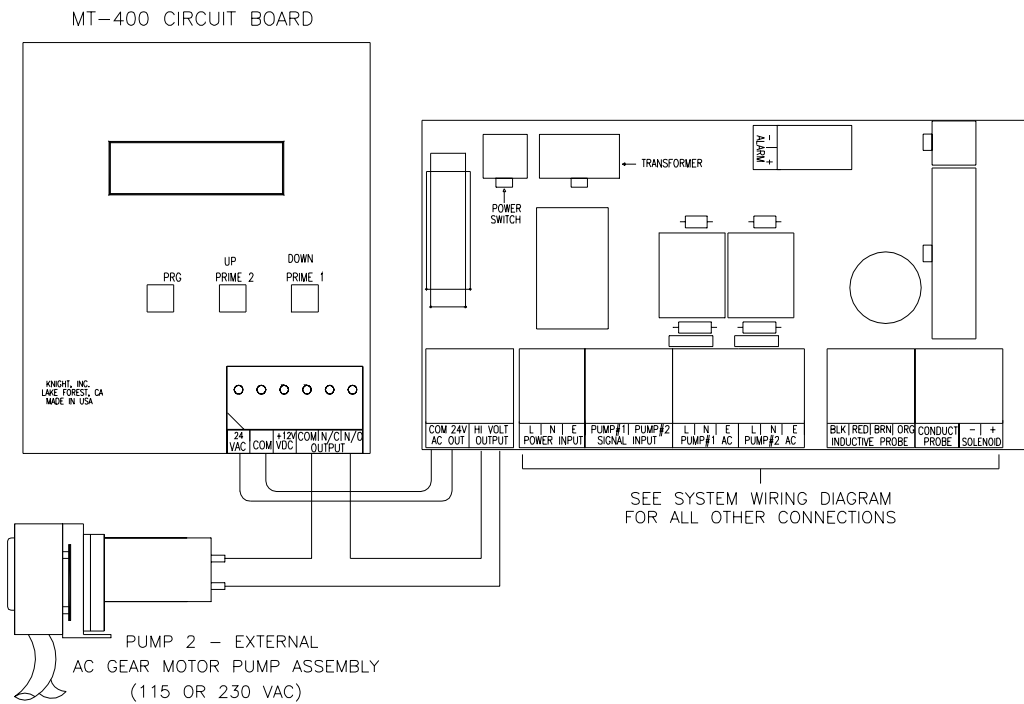 MT-400 CIRCUIT BOARD
PRG
UP
PRIME 2
DOWN
PRIME 1
KNIGHT, INC.
LAKE FOREST, CA
MADE IN USA
24
VAC
COM
+12V
VDC
COM N/C N/O
OUTPUT
POWER
SWITCH
TRANSFORMER
- +
ALARM
COM 24V
AC OUT
HI VOLT
OUTPUT
L N E
POWER INPUT
PUMP#1 PUMP#2
SIGNAL INPUT
L N E
PUMP#1 AC
L N E
PUMP#2 AC
BLK RED BRN ORG
INDUCTIVE PROBE
CONDUCT
PROBE
- +
SOLENOID
SEE SYSTEM WIRING DIAGRAM
FOR ALL OTHER CONNECTIONS
PUMP 2 - EXTERNAL
AC GEAR MOTOR PUMP ASSEMBLY
(115 OR 230 VAC)